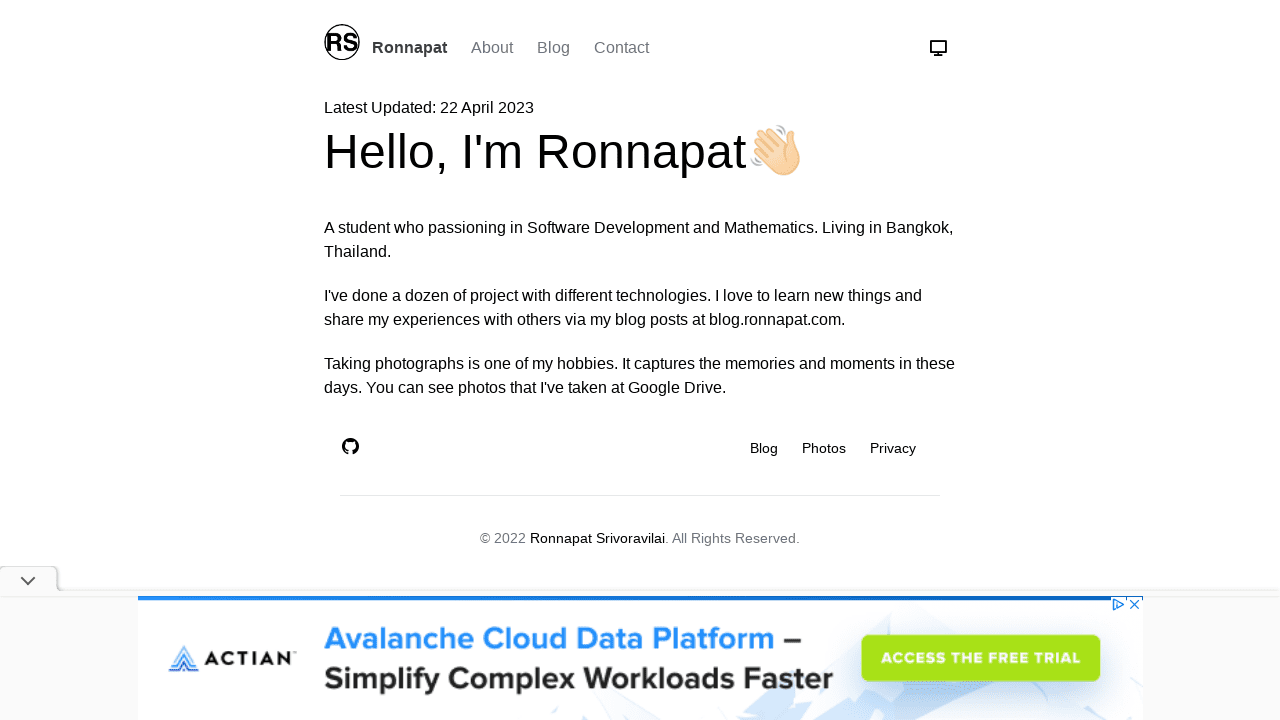 RS Ronnapat About Blog Contact
Latest Updated: 22 April 2023
Hello, I'm Ronnapat👋🏻
A student who passioning in Software Development and Mathematics. Living in Bangkok,
Thailand.
I've done a dozen of project with different technologies. I love to learn new things and
share my experiences with others via my blog posts at blog.ronnapat.com.
Taking photographs is one of my hobbies. It captures the memories and moments in these
days. You can see photos that I've taken at Google Drive.
Blog Photos Privacy
© 2022 Ronnapat Srivoravilai. All Rights Reserved.
ACTIAN™
Avalanche Cloud Data Platform –
Simplify Complex Workloads Faster
ACCESS THE FREE TRIAL